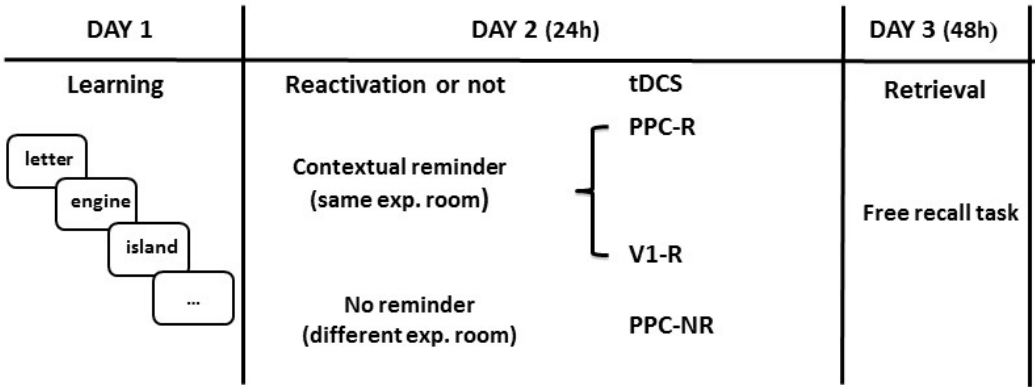 DAY 1
DAY 2 (24h)
DAY 3 (48h)
Learning
Reactivation or not
tDCS
Retrieval
letter
engine
island
...
Contextual reminder
(same exp. room)
PPC-R
V1-R
No reminder
(different exp. room)
PPC-NR
Free recall task